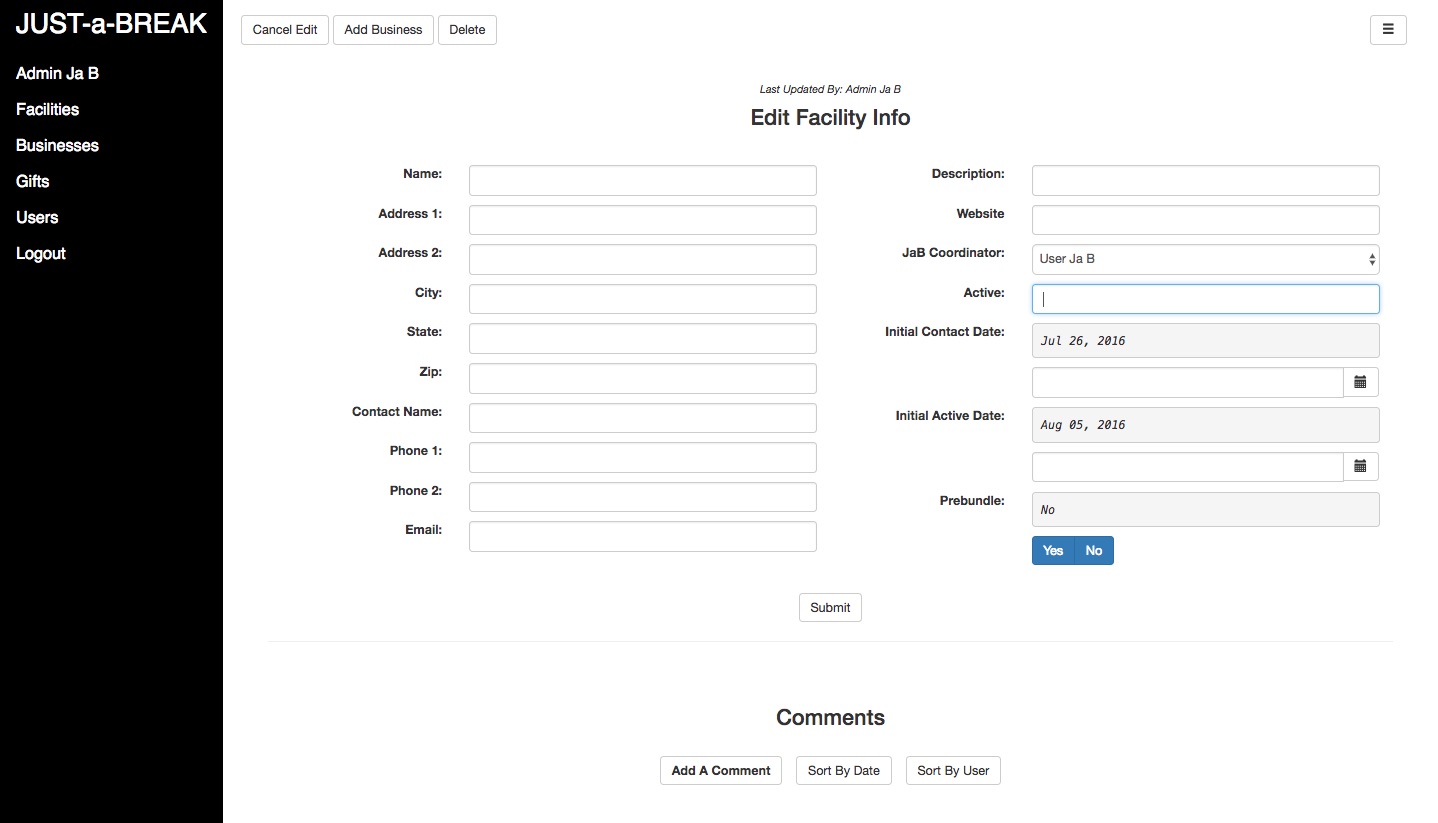 JUST-a-BREAK
Admin Ja B
Facilities
Businesses
Gifts
Users
Logout
Cancel Edit
Add Business
Delete
Last Updated By: Admin Ja B
Edit Facility Info
Name:
Address 1:
Address 2:
City:
State:
Zip:
Contact Name:
Phone 1:
Phone 2:
Email:
Description:
Website
JaB Coordinator:
User Ja B
Active:
Initial Contact Date:
Jul 26, 2016
Initial Active Date:
Aug 05, 2016
Prebundle:
No
Yes
No
Submit
Comments
Add A Comment
Sort By Date
Sort By User